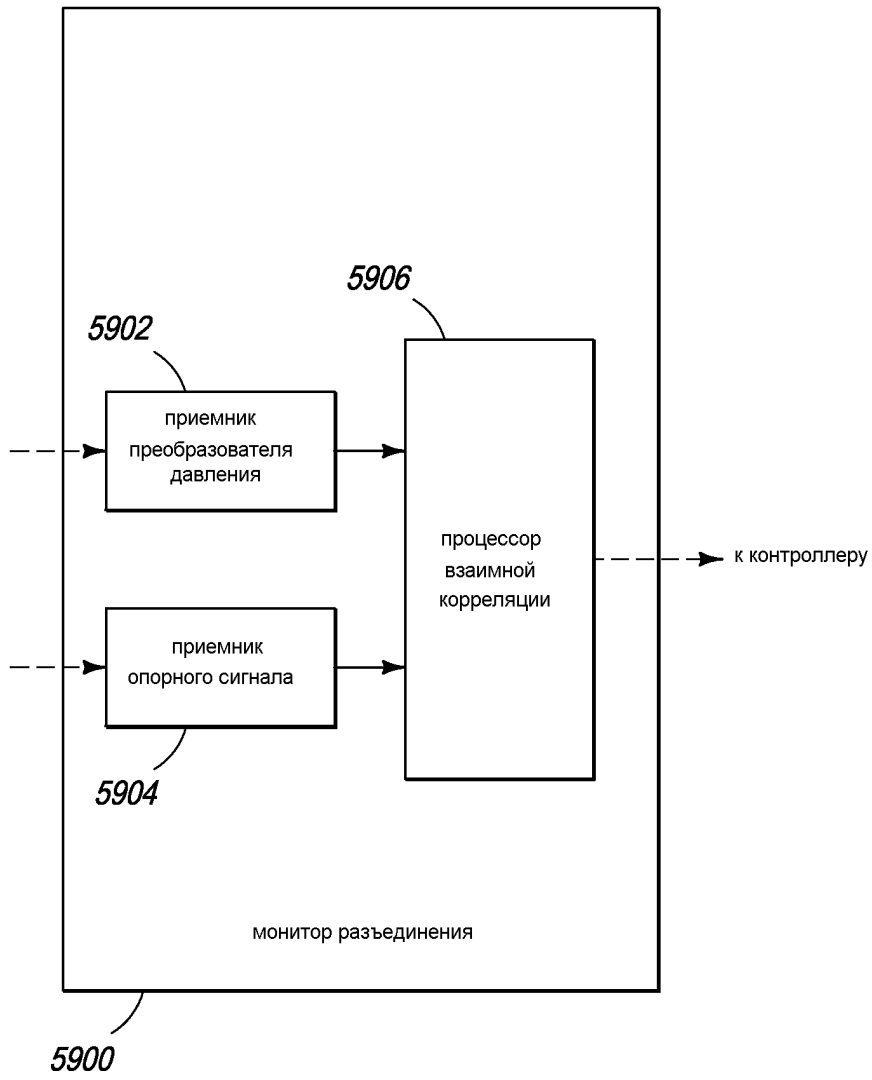 5906
5902
приемник
преобразователя
давления
процессор
взаимной
корреляции
к контроллеру
приемник
опорного сигнала
5904
монитор разъединения
5900